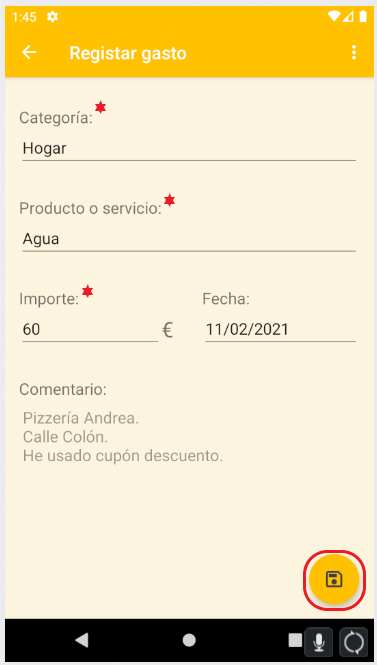 1:45
Registar gasto
Categoría:
Hogar
Producto o servicio:
Agua
Importe:
Fecha:
60 €
11/02/2021
Comentario:
Pizzería Andrea.
Calle Colón.
He usado cupón descuento.